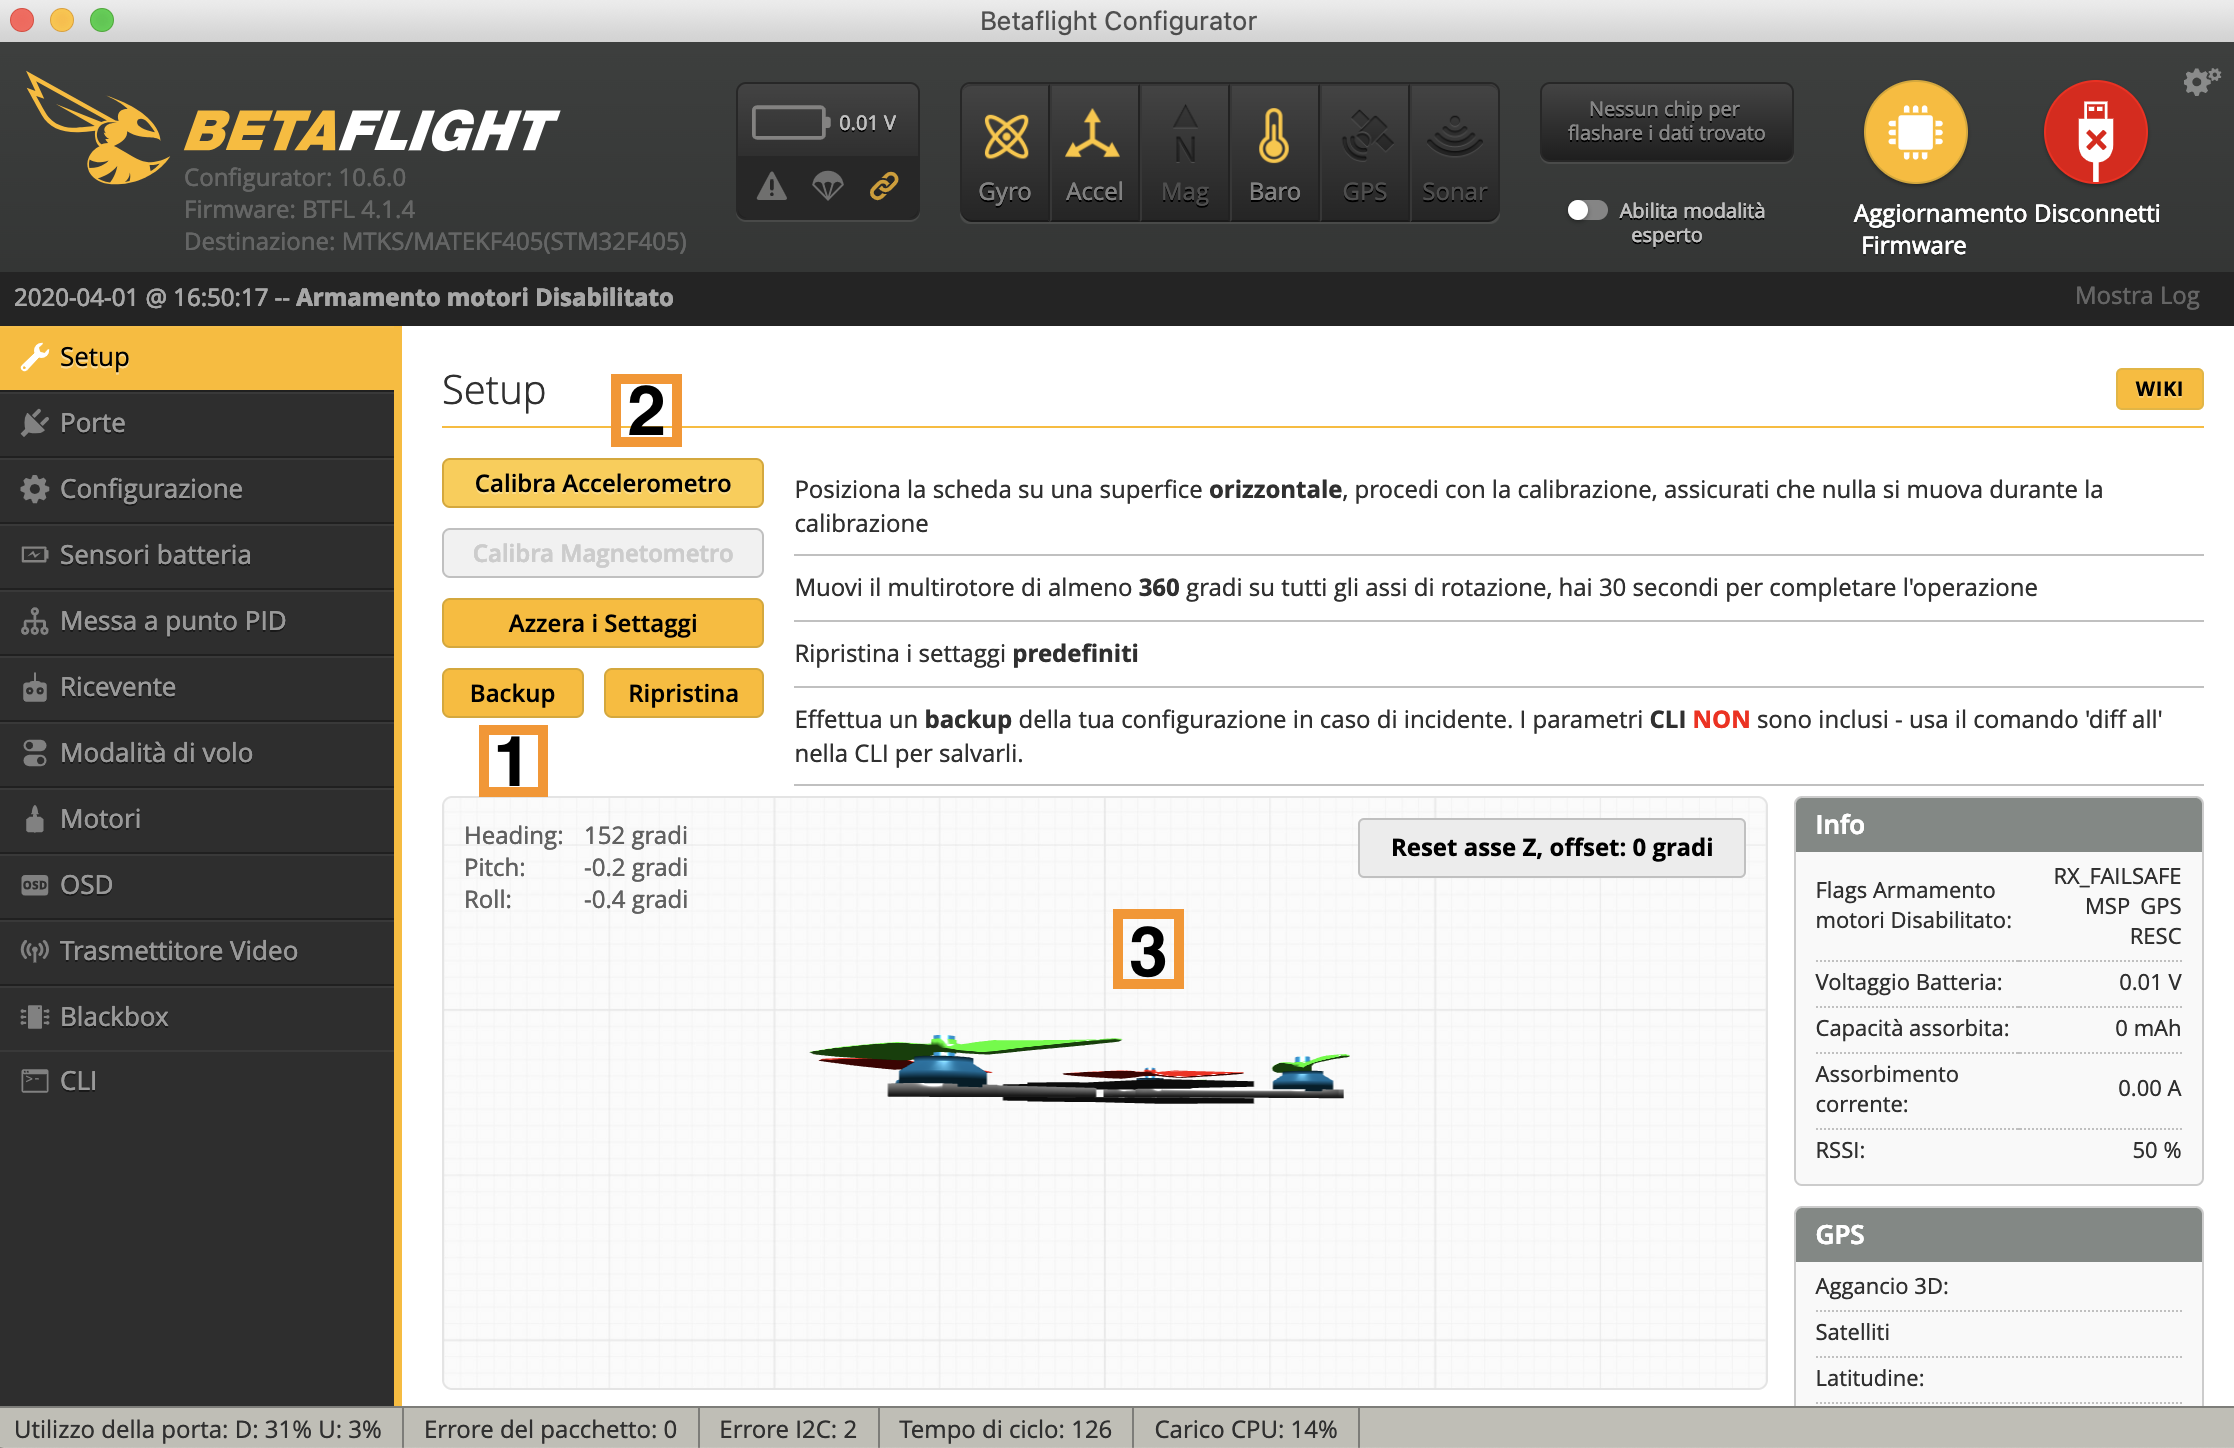 Betaflight Configurator
BETAFLIGHT
Configurator: 10.6.0
Firmware: BTFL 4.1.4
Destinazione: MTKS/MATEKF405(STM32F405)
0.01 V
N
Gyro
Accel
Mag
Baro
GPS
Sonar
Nessun chip per
flashare i dati trovato
Abilita modalità
esperto
Aggiornamento
Firmware
Disconnetti
2020-04-01 @ 16:50:17 -- Armamento motori Disabilitato
Mostra Log
Setup
Porte
Configurazione
Sensori batteria
Messa a punto PID
Ricevente
Modalità di volo
Motori
OSD OSD
Trasmettitore Video
Blackbox
CLI
Setup
2
WIKI
Calibra Accelerometro
Posiziona la scheda su una superfice orizzontale, procedi con la calibrazione, assicurati che nulla si muova durante la
calibrazione
Calibra Magnetometro
Muovi il multirotore di almeno 360 gradi su tutti gli assi di rotazione, hai 30 secondi per completare l'operazione
Azzera i Settaggi
Ripristina i settaggi predefiniti
Backup
Ripristina
Effettua un backup della tua configurazione in caso di incidente. I parametri CLI NON sono inclusi - usa il comando 'diff all'
nella CLI per salvarli.
1
Heading: 152 gradi
Pitch: -0.2 gradi
Roll: -0.4 gradi
Reset asse Z, offset: 0 gradi
3
Info
Flags Armamento
motori Disabilitato:
RX_FAILSAFE
MSP GPS
RESC
Voltaggio Batteria: 0.01 V
Capacità assorbita: 0 mAh
Assorbimento
corrente:
0.00 A
RSSI: 50 %
GPS
Aggancio 3D:
Satelliti
Latitudine:
Utilizzo della porta: D: 31% U: 3%
Errore del pacchetto: 0
Errore I2C: 2
Tempo di ciclo: 126
Carico CPU: 14%